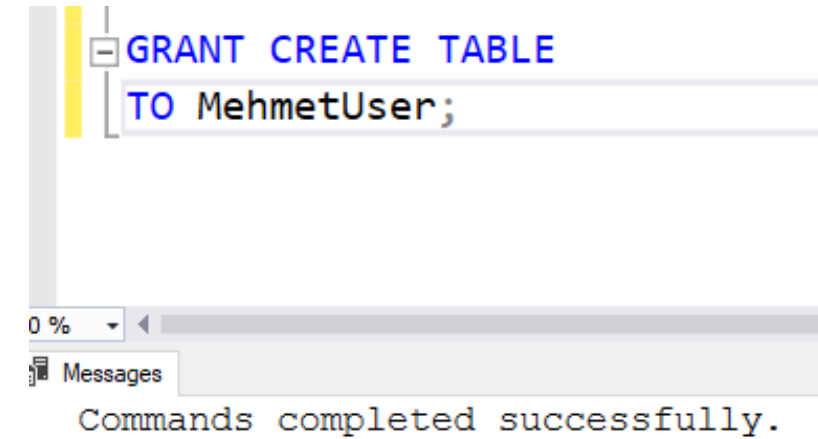 GRANT CREATE TABLE
TO MehmetUser;
0 %
Messages
Commands completed successfully.